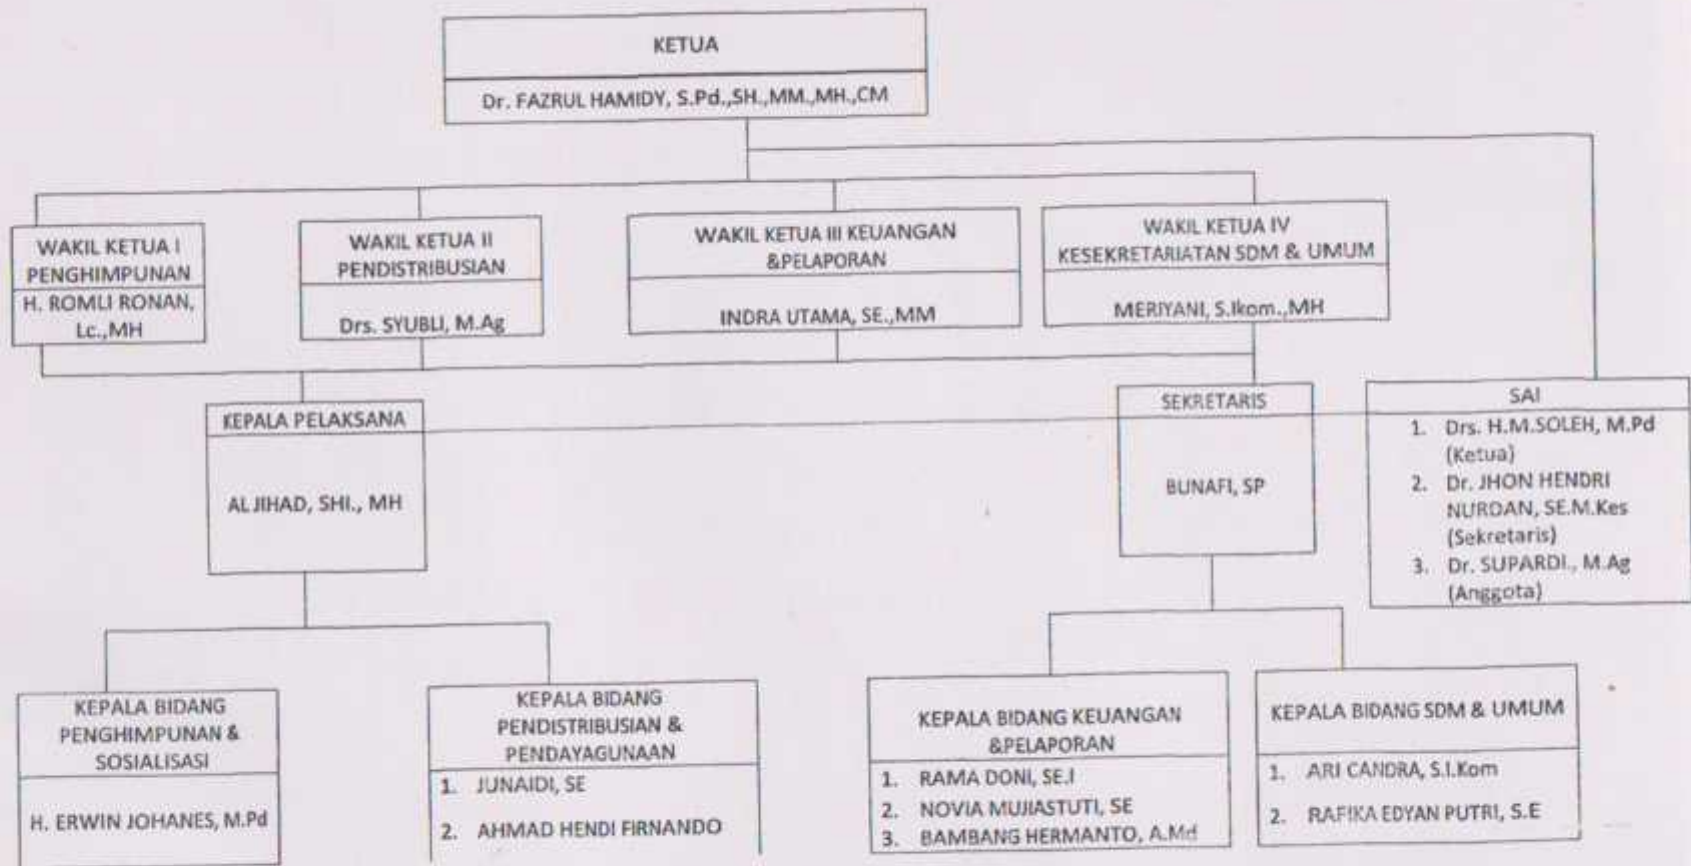 KETUA
Dr. FAZRUL HAMIDY, S.Pd.,SH.,MM.,MH.,CM
WAKIL KETUA I
PENGHIMPUNAN
H. ROMLI RONAN,
Lc.,MH
WAKIL KETUA II
PENDISTRIBUSIAN
Drs. SYUBLI, M.Ag
WAKIL KETUA III KEUANGAN
&PELAPORAN
INDRA UTAMA, SE.,MM
WAKIL KETUA IV
KESEKRETARIATAN SDM & UMUM
MERIYANI, S.Ikom.,MH
KEPALA PELAKSANA
AL JIHAD, SHI., MH
SEKRETARIS
BUNAFI, SP
SAI
1. Drs. H.M.SOLEH, M.Pd
(Ketua)
2. Dr. JHON HENDRI
NURDAN, SE.M.Kes
(Sekretaris)
3. Dr. SUPARDI., M.Ag
(Anggota)
KEPALA BIDANG
PENGHIMPUNAN &
SOSIALISASI
H. ERWIN JOHANES, M.Pd
KEPALA BIDANG
PENDISTRIBUSIAN &
PENDAYAGUNAAN
1. JUNAIDI, SE
2. AHMAD HENDI FIRNANDO
KEPALA BIDANG KEUANGAN
&PELAPORAN
1. RAMA DONI, SE.I
2. NOVIA MUJIASTUTI, SE
3. BAMBANG HERMANTO, A.Md
KEPALA BIDANG SDM & UMUM
1. ARI CANDRA, S.I.Kom
2. RAFIKA EDYAN PUTRI, S.E